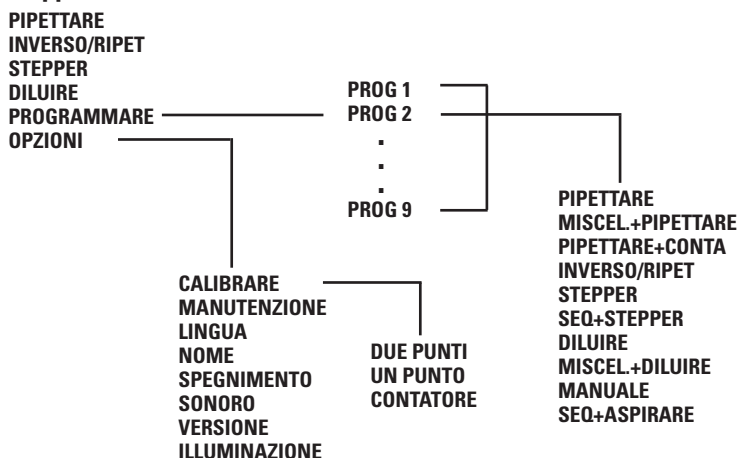 PIPETTARE
INVERSO/RIPET
STEPPER
DILUIRE
PROGRAMMARE
OPZIONI
PROG 1
PROG 2
.
.
.
PROG 9
PIPETTARE
MISCEL.+PIPETTARE
PIPETTARE+CONTA
INVERSO/RIPET
STEPPER
SEQ+STEPPER
DILUIRE
MISCEL.+DILUIRE
MANUALE
SEQ+ASPIRARE
CALIBRARE
MANUTENZIONE
LINGUA
NOME
SPEGNIMENTO
SONORO
VERSIONE
ILLUMINAZIONE
DUE PUNTI
UN PUNTO
CONTATORE